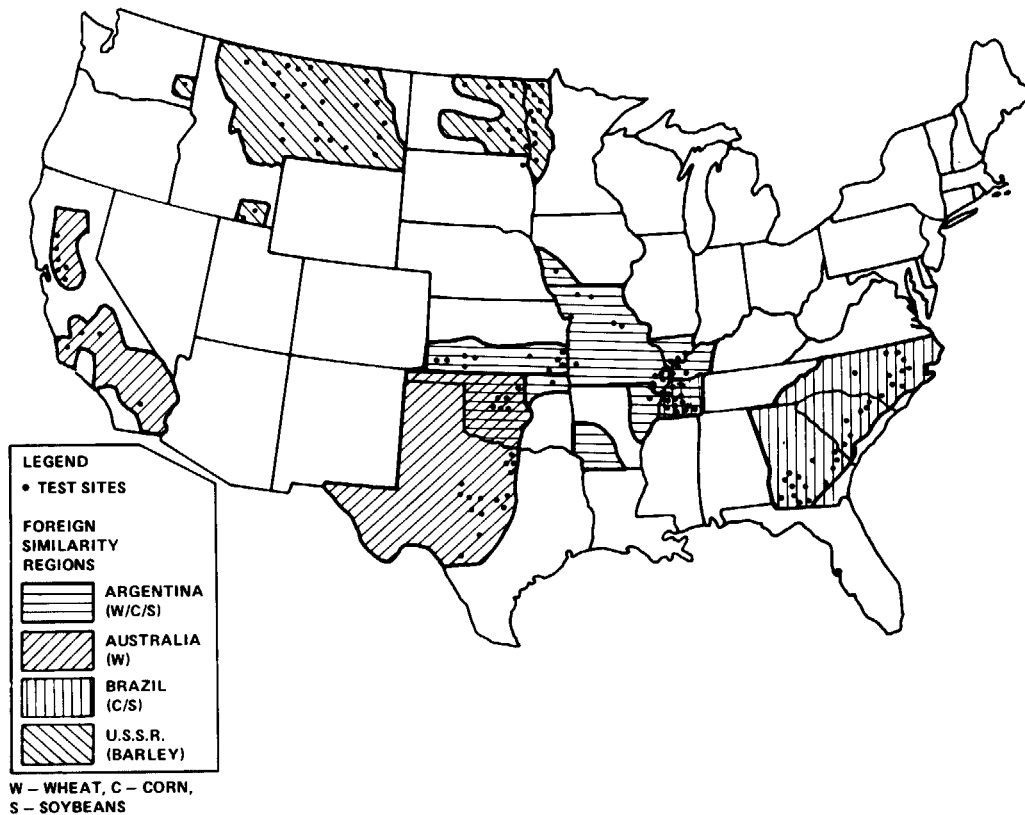 LEGEND
• TEST SITES
FOREIGN
SIMILARITY
REGIONS
ARGENTINA
(W/C/S)
AUSTRALIA
(W)
BRAZIL
(C/S)
U.S.S.R.
(BARLEY)
W – WHEAT, C – CORN,
S – SOYBEANS